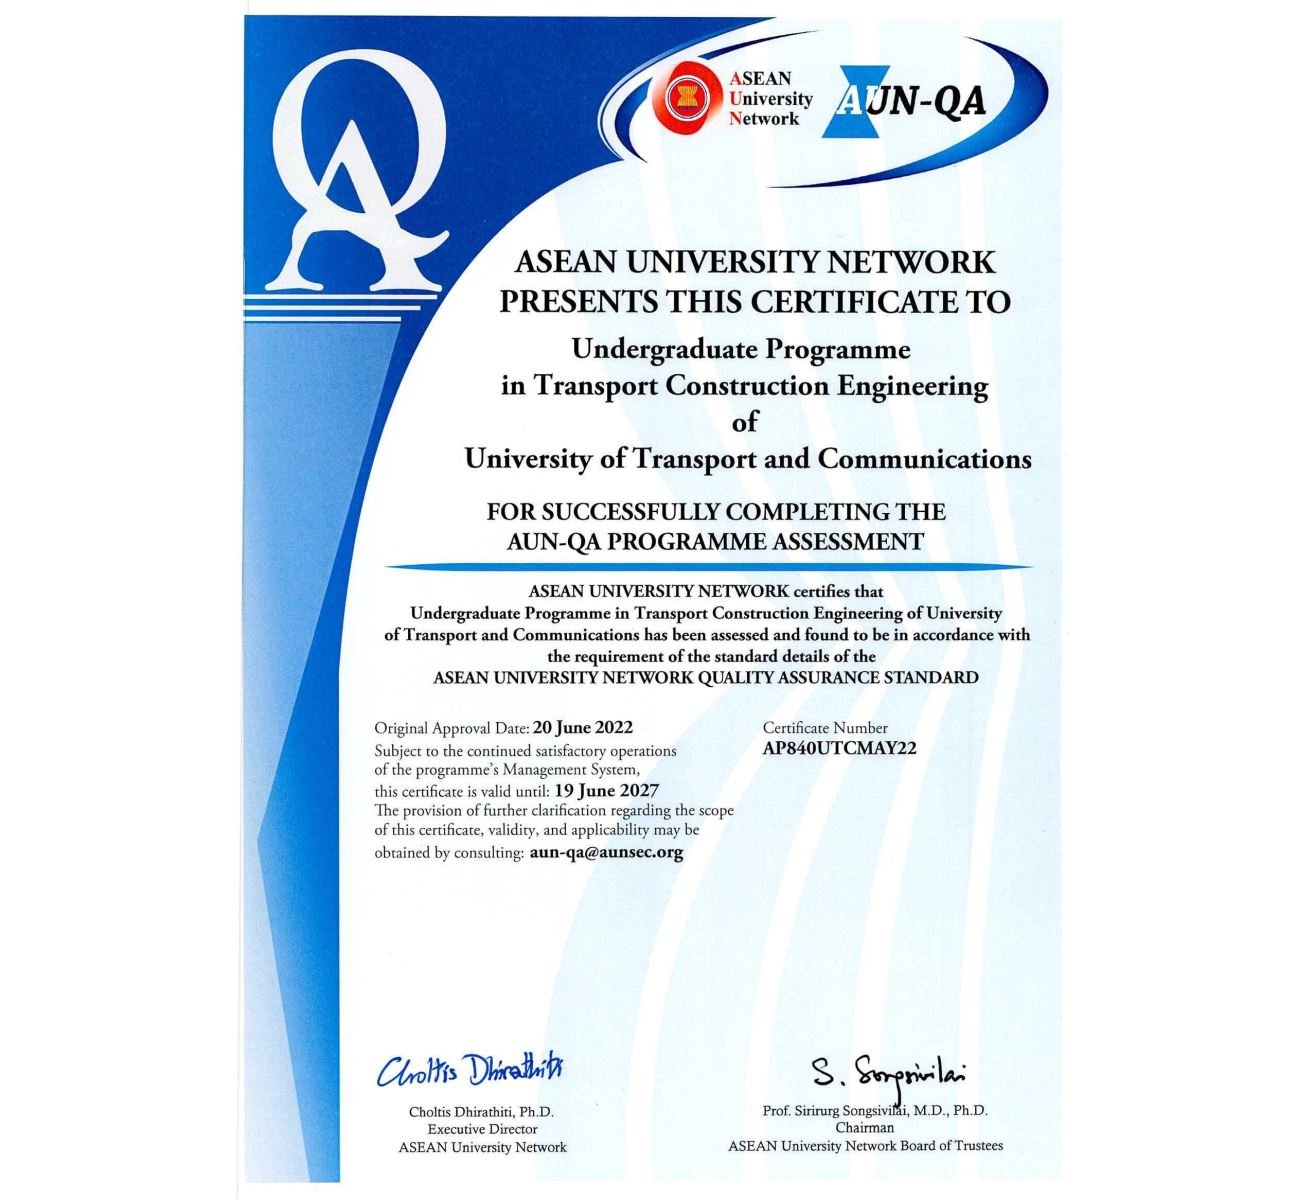 QA
ASEAN
University
Network
AUN-QA
ASEAN UNIVERSITY NETWORK
PRESENTS THIS CERTIFICATE TO
Undergraduate Programme
in Transport Construction Engineering
of
University of Transport and Communications
FOR SUCCESSFULLY COMPLETING THE
AUN-QA PROGRAMME ASSESSMENT
ASEAN UNIVERSITY NETWORK certifies that
Undergraduate Programme in Transport Construction Engineering of University
of Transport and Communications has been assessed and found to be in accordance with
the requirement of the standard details of the
ASEAN UNIVERSITY NETWORK QUALITY ASSURANCE STANDARD
Original Approval Date: 20 June 2022
Subject to the continued satisfactory operations
of the programme's Management System,
this certificate is valid until: 19 June 2027
The provision of further clarification regarding the scope
of this certificate, validity, and applicability may be
obtained by consulting: aun-qa@aunsec.org
Certificate Number
AP840UTCMAY22
Choltis Dhirathiti
Choltis Dhirathiti, Ph.D.
Executive Director
ASEAN University Network
S. Songsivilai
Prof. Sirirurg Songsivilai, M.D., Ph.D.
Chairman
ASEAN University Network Board of Trustees